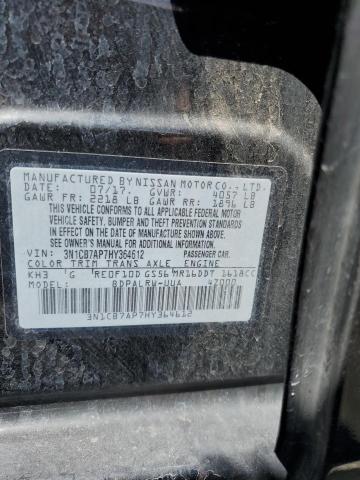 MANUFACTURED BY NISSAN MOTOR CO., LTD.
DATE: 07/17. GVWR: 4057 LB
GAWR FR: 2218 LB GAWR RR: 1896 LB
THIS VEHICLE CONFORMS TO ALL APPLICABLE FEDERAL MOTOR VEHICLE
SAFETY, BUMPER AND THEFT PREVENTION STANDARDS
IN EFFECT ON THE DATE OF MANUFACTURE SHOWN ABOVE.
SEE OWNER'S MANUAL FOR MORE INFORMATION.
VIN: 3N1CB7AP7HY364612 PASSENGER CAR.
COLOR TRIM TRANS AXLE ENGINE
KH3 'G 'RE0F10D GS56 MR16DDT 1618CC
MODEL: BDPALRW-UUA 47000
3N1CB7AP7HY364612